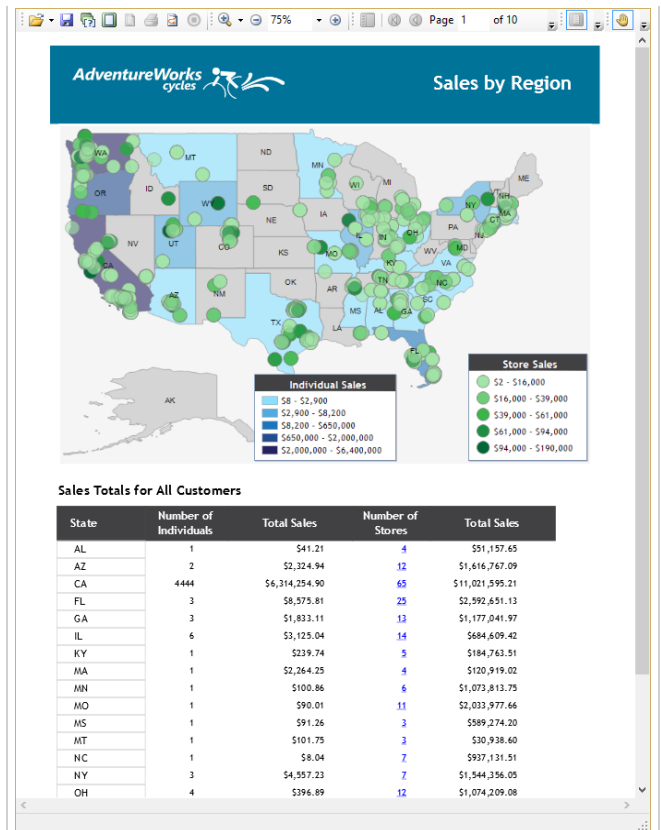 75%
Page 1 of 10
AdventureWorks
cycles
Sales by Region
WA
MT
ND
MN
ME
OR
ID
SD
WI
MI
VT
NH
WY
NY
MA
CT
NV
UT
CO
NE
IA
IL
IN
OH
PA
NJ
CA
KS
MO
KY
WV
MD
VA
AZ
NM
OK
AR
TN
NC
TX
LA
MS
AL
GA
SC
FL
AK
Individual Sales
$8 - $2,900
$2,900 - $8,200
$8,200 - $650,000
$650,000 - $2,000,000
$2,000,000 - $6,400,000
Store Sales
$2 - $16,000
$16,000 - $39,000
$39,000 - $61,000
$61,000 - $94,000
$94,000 - $190,000
Sales Totals for All Customers
State Number of Individuals Total Sales Number of Stores Total Sales
AL 1 $41.21 4 $51,157.65
AZ 2 $2,324.94 12 $1,616,767.09
CA 4444 $6,314,254.90 65 $11,021,595.21
FL 3 $8,575.81 25 $2,592,651.13
GA 3 $1,833.11 13 $1,177,041.97
IL 6 $3,125.04 14 $684,609.42
KY 1 $239.74 5 $184,763.51
MA 1 $2,264.25 4 $120,919.02
MN 1 $100.86 6 $1,073,813.75
MO 1 $90.01 11 $2,033,977.66
MS 1 $91.26 3 $589,274.20
MT 1 $101.75 3 $30,938.60
NC 1 $8.04 7 $937,131.51
NY 3 $4,557.23 7 $1,544,356.05
OH 4 $396.89 12 $1,074,209.08